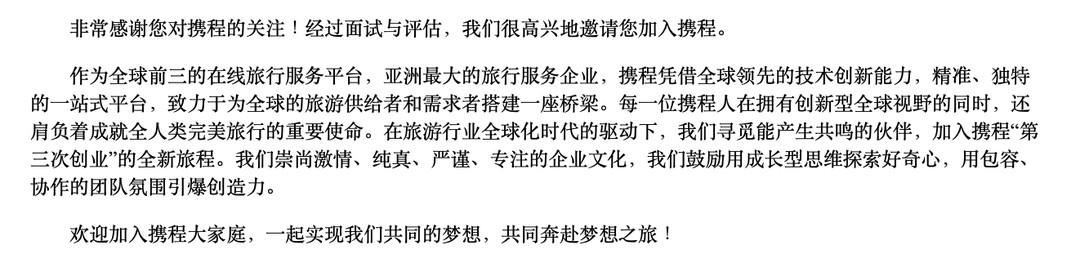 非常感谢您对携程的关注！经过面试与评估，我们很高兴地邀请您加入携程。
作为全球前三的在线旅行服务平台，亚洲最大的旅行服务企业，携程凭借全球领先的技术创新能力，精准、独特
的一站式平台，致力于为全球的旅游供给者和需求者搭建一座桥梁。每一位携程人在拥有创新型全球视野的同时，还
肩负着成就全人类完美旅行的重要使命。在旅游行业全球化时代的驱动下，我们寻觅能产生共鸣的伙伴，加入携程“第
三次创业”的全新旅程。我们崇尚激情、纯真、严谨、专注的企业文化，我们鼓励用成长型思维探索好奇心，用包容、
协作的团队氛围引爆创造力。
欢迎加入携程大家庭，一起实现我们共同的梦想，共同奔赴梦想之旅！